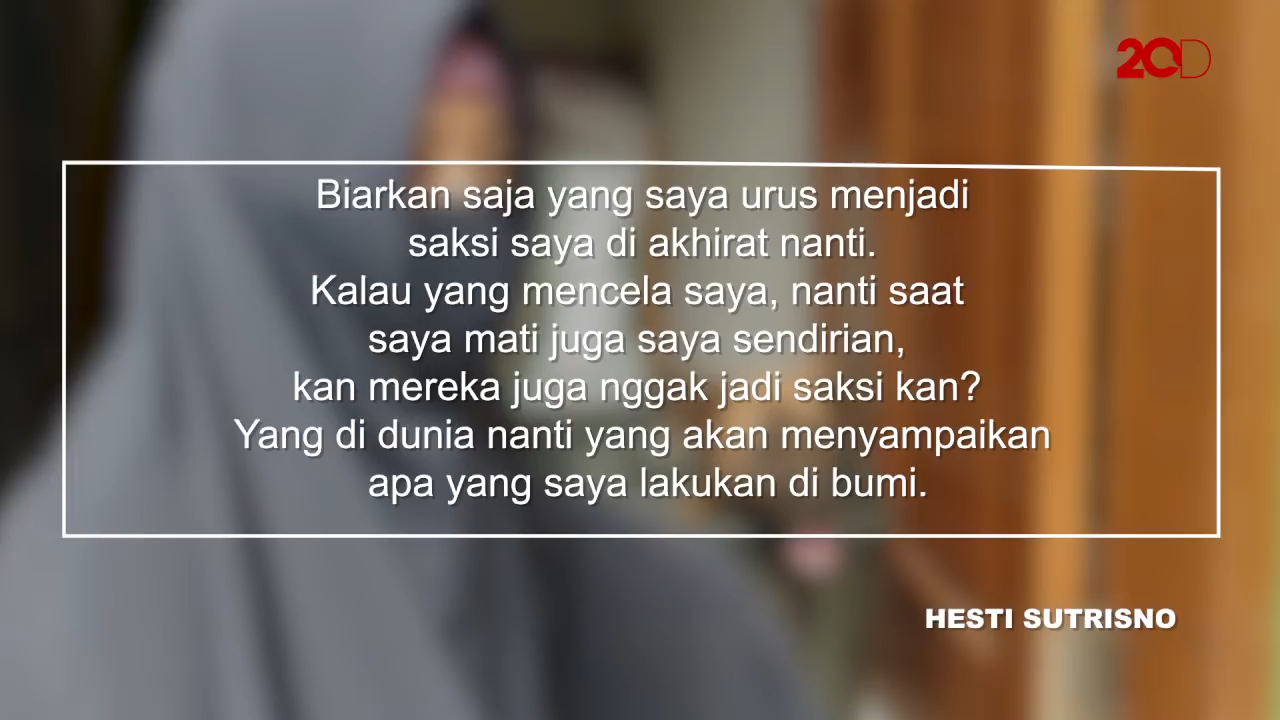 20D
Biarkan saja yang saya urus menjadi
saksi saya di akhirat nanti.
Kalau yang mencela saya, nanti saat
saya mati juga saya sendirian,
kan mereka juga nggak jadi saksi kan?
Yang di dunia nanti yang akan menyampaikan
apa yang saya lakukan di bumi.
HESTI SUTRISNO